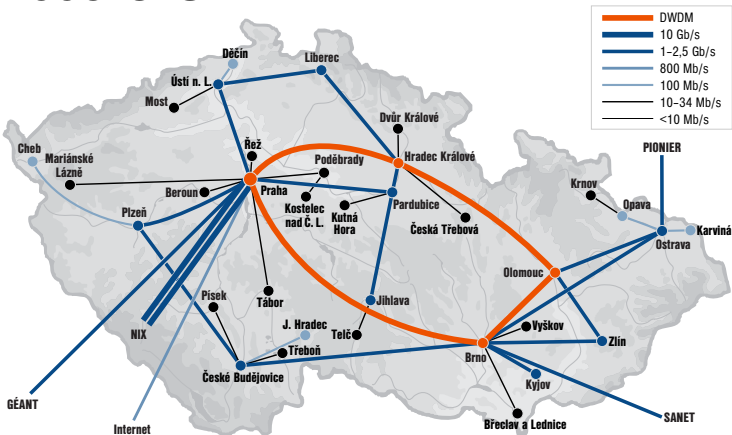 DWDM
10 Gb/s
1–2,5 Gb/s
800 Mb/s
100 Mb/s
10–34 Mb/s
<10 Mb/s
Děčín
Liberec
Ústí n. L.
Most
Dvůr Králové
Cheb
Mariánské
Lázně
Řež
Poděbrady
Hradec Králové
PIONIER
Beroun
Praha
Krnov
Opava
Plzeň
Kostelec
nad Č. L.
Kutná
Hora
Pardubice
Česká Třebová
Karviná
Ostrava
Olomouc
Písek
Tábor
Jihlava
NIX
J. Hradec
Telč
Vyškov
Třeboň
Zlín
Brno
České Budějovice
Kyjov
GÉANT
SANET
Internet
Břeclav a Lednice